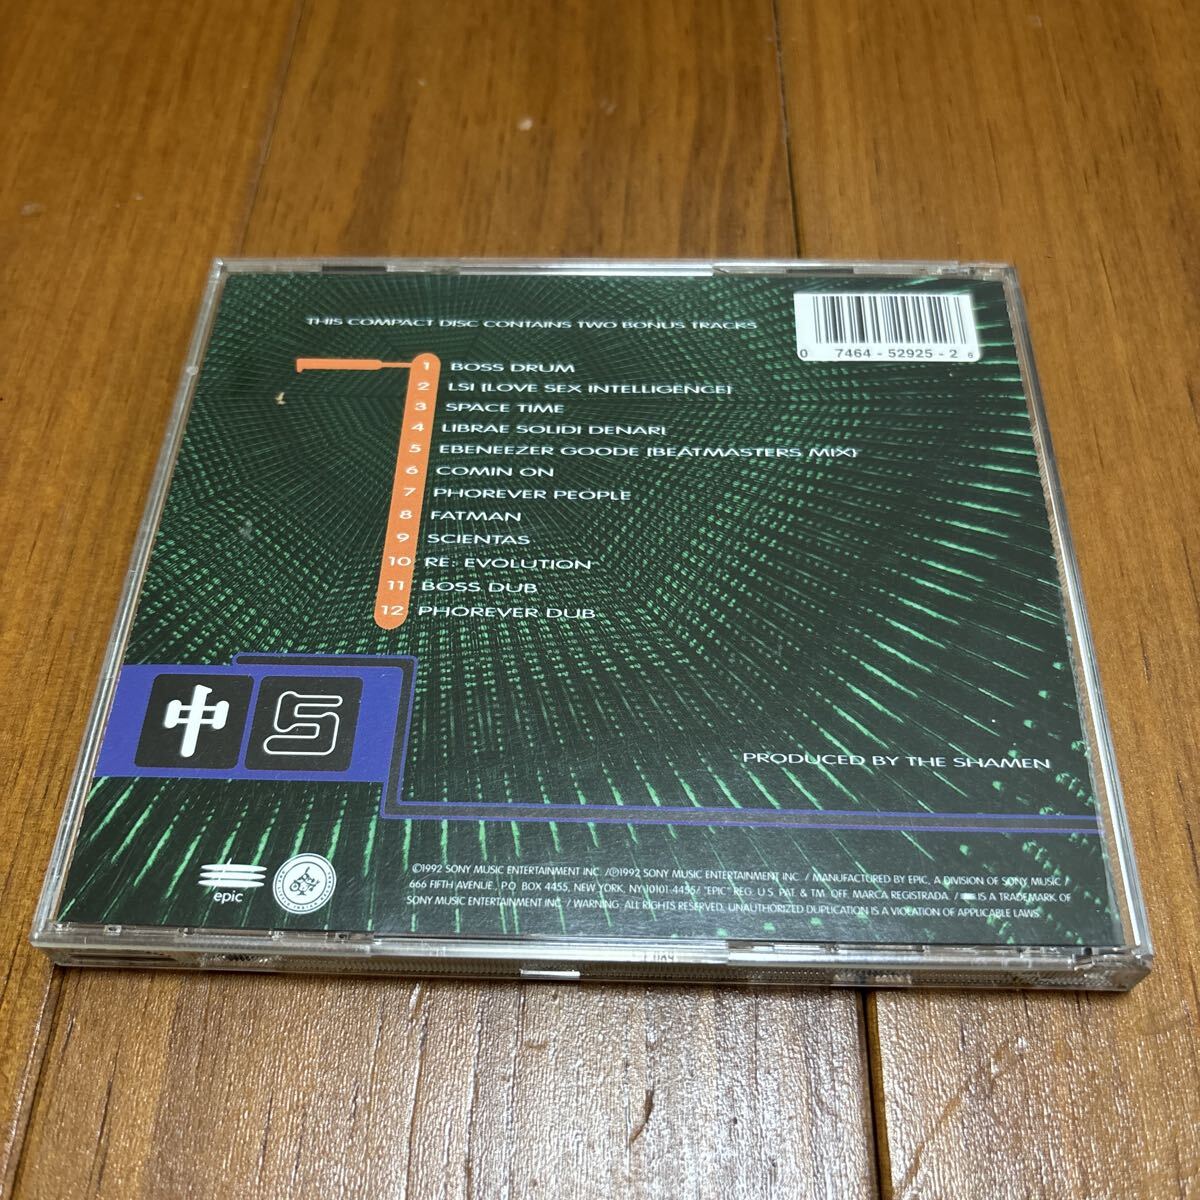 THIS COMPACT DISC CONTAINS TWO BONUS TRACKS
0 7464-52925-2 6
1 BOSS DRUM
2 LSI [LOVE SEX INTELLIGENCE]
3 SPACE TIME
4 LIBRAE SOLIDI DENARI
5 EBENEEZER GOODE [BEATMASTERS MIX]
6 COMIN ON
7 PHOREVER PEOPLE
8 FATMAN
9 SCIENTAS
10 RE: EVOLUTION
11 BOSS DUB
12 PHOREVER DUB
中 5
PRODUCED BY THE SHAMEN
epic
©1992 SONY MUSIC ENTERTAINMENT INC. /℗1992 SONY MUSIC ENTERTAINMENT INC. / MANUFACTURED BY EPIC, A DIVISION OF SONY MUSIC /
666 FIFTH AVENUE, P.O. BOX 4455, NEW YORK, NY 10101-4455/ "EPIC" REG. U.S. PAT. & TM. OFF. MARCA REGISTRADA / IS A TRADEMARK OF
SONY MUSIC ENTERTAINMENT INC. / WARNING: ALL RIGHTS RESERVED. UNAUTHORIZED DUPLICATION IS A VIOLATION OF APPLICABLE LAWS.